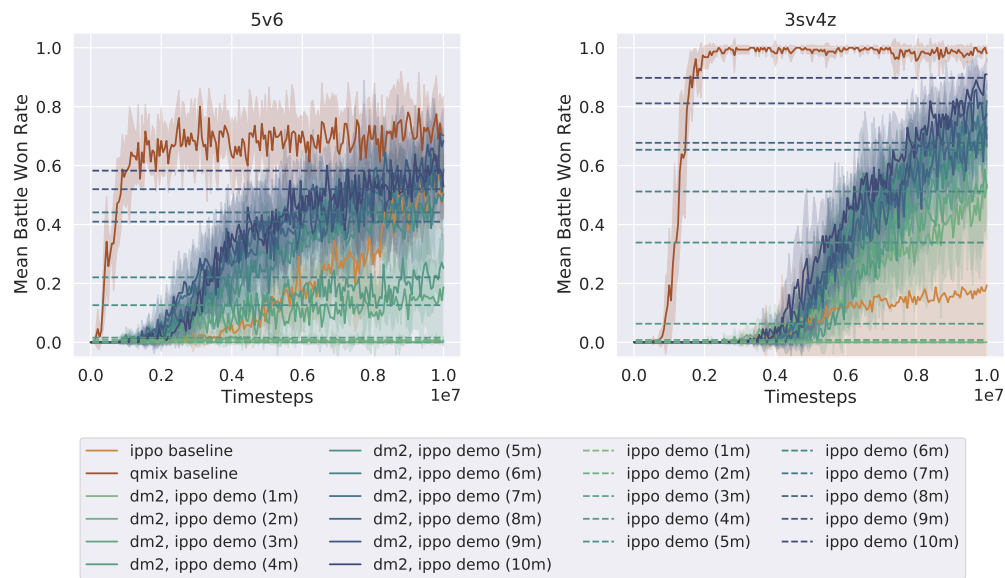 5v6
3sv4z
Mean Battle Won Rate
1.0
0.8
0.6
0.4
0.2
0.0
0.0 0.2 0.4 0.6 0.8 1.0
Timesteps
1e7
Mean Battle Won Rate
1.0
0.8
0.6
0.4
0.2
0.0
0.0 0.2 0.4 0.6 0.8 1.0
Timesteps
1e7
ippo baseline
qmix baseline
dm2, ippo demo (1m)
dm2, ippo demo (2m)
dm2, ippo demo (3m)
dm2, ippo demo (4m)
dm2, ippo demo (5m)
dm2, ippo demo (6m)
dm2, ippo demo (7m)
dm2, ippo demo (8m)
dm2, ippo demo (9m)
dm2, ippo demo (10m)
ippo demo (1m)
ippo demo (2m)
ippo demo (3m)
ippo demo (4m)
ippo demo (5m)
ippo demo (6m)
ippo demo (7m)
ippo demo (8m)
ippo demo (9m)
ippo demo (10m)